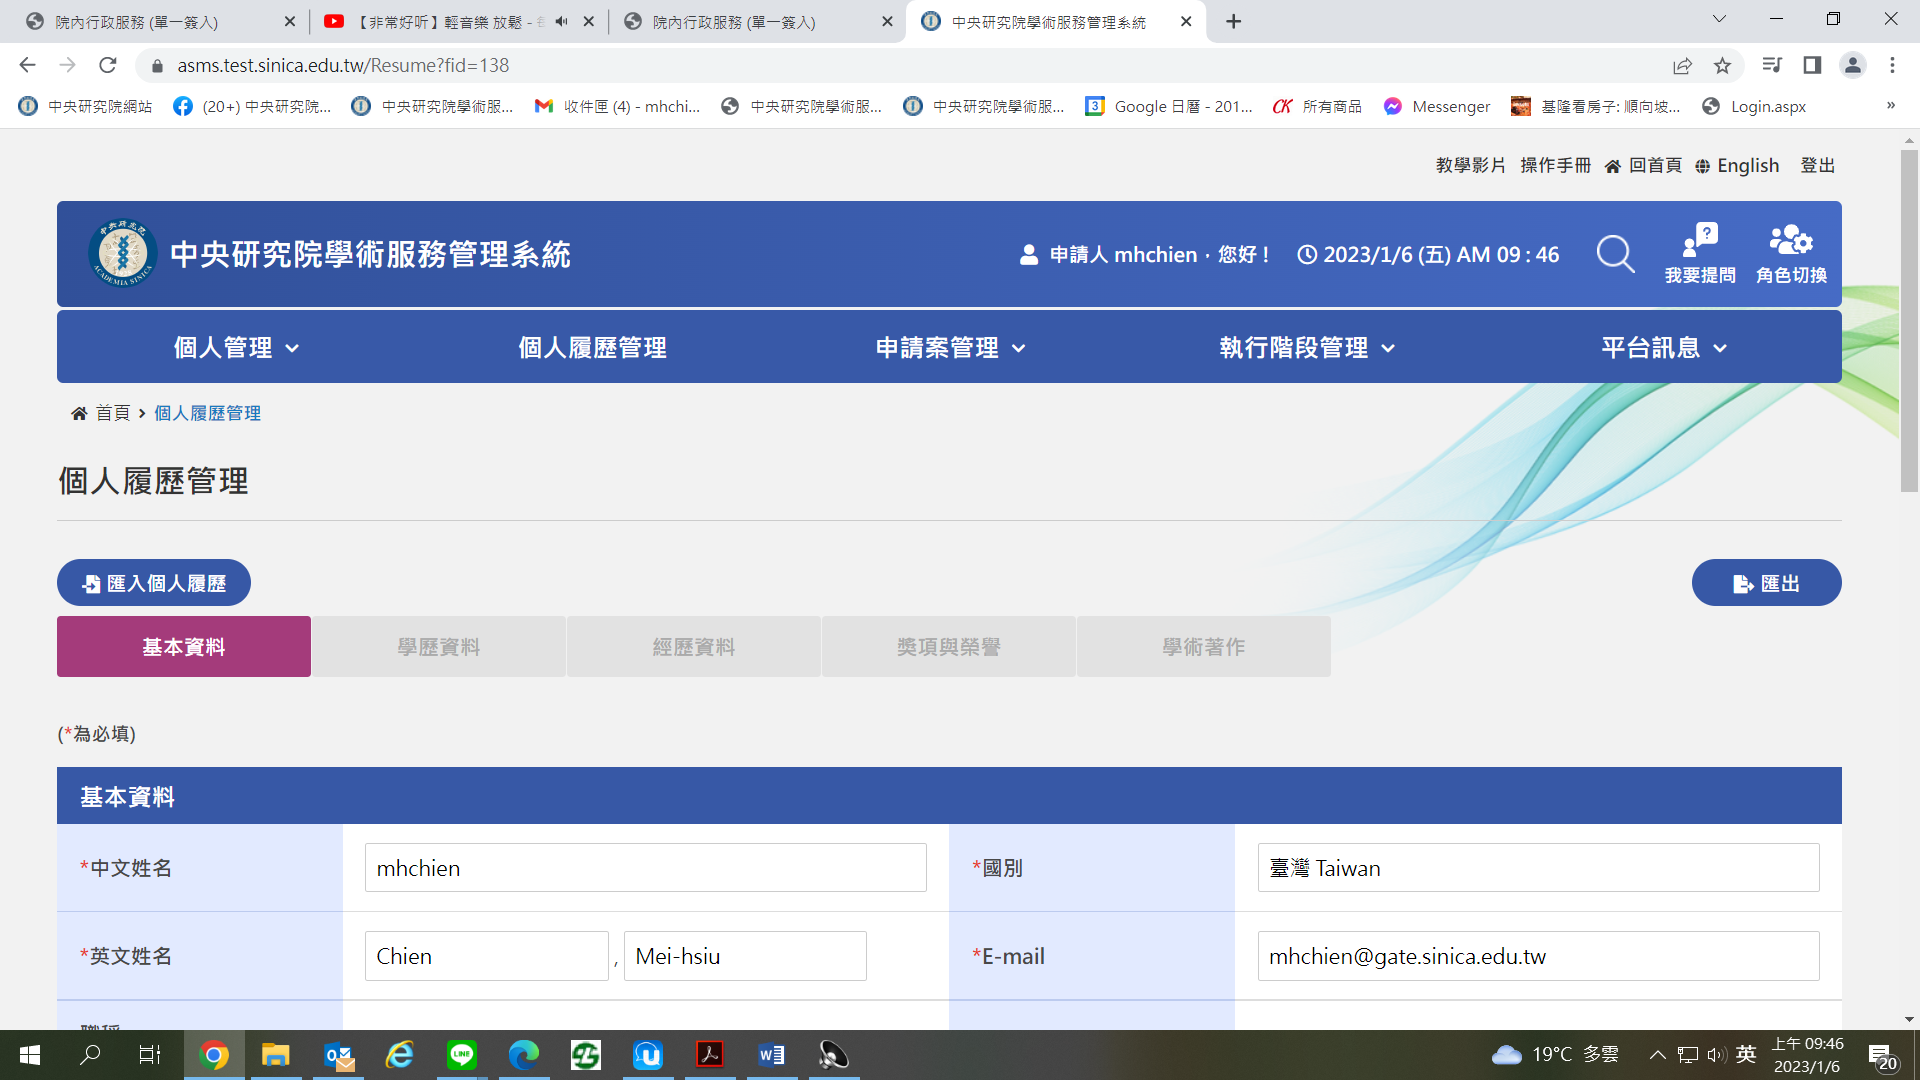 院內行政服務 (單一簽入)
【非常好听】輕音樂 放鬆 -
院內行政服務 (單一簽入)
中央研究院學術服務管理系統
asms.test.sinica.edu.tw/Resume?fid=138
中央研究院網站
(20+) 中央研究院...
中央研究院學術服...
收件匣 (4) - mhchi...
中央研究院學術服...
中央研究院學術服...
Google 日曆 - 201...
所有商品
Messenger
基隆看房子: 順向坡...
Login.aspx
»
教學影片 操作手冊 回首頁 English 登出
中央研究院學術服務管理系統
申請人 mhchien，您好！
2023/1/6 (五) AM 09 : 46
我要提問
角色切換
個人管理
個人履歷管理
申請案管理
執行階段管理
平台訊息
首頁 › 個人履歷管理
個人履歷管理
匯入個人履歷
匯出
基本資料
學歷資料
經歷資料
獎項與榮譽
學術著作
(*為必填)
基本資料
*中文姓名
mhchien
*國別
臺灣 Taiwan
*英文姓名
Chien , Mei-hsiu
*E-mail
mhchien@gate.sinica.edu.tw
19°C 多雲
英
上午 09:46
2023/1/6
20